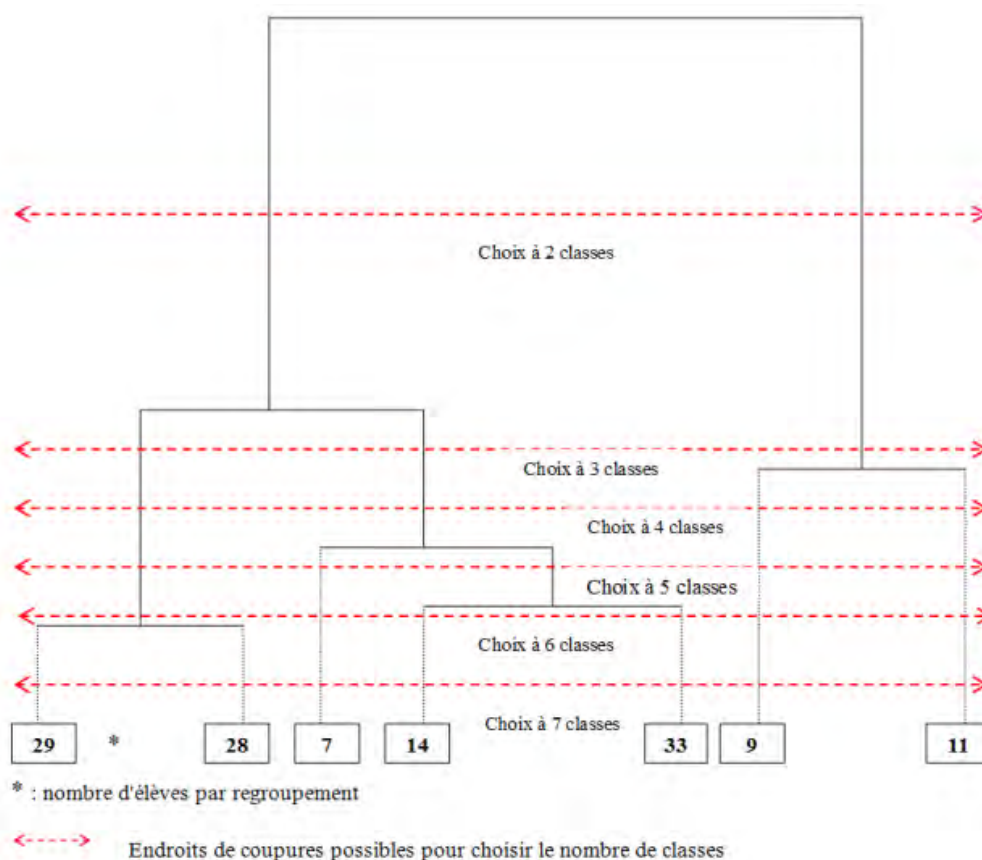 Choix à 2 classes
Choix à 3 classes
Choix à 4 classes
Choix à 5 classes
Choix à 6 classes
Choix à 7 classes
29 * 28 7 14 33 9 11
* : nombre d'élèves par regroupement
Endroits de coupures possibles pour choisir le nombre de classes